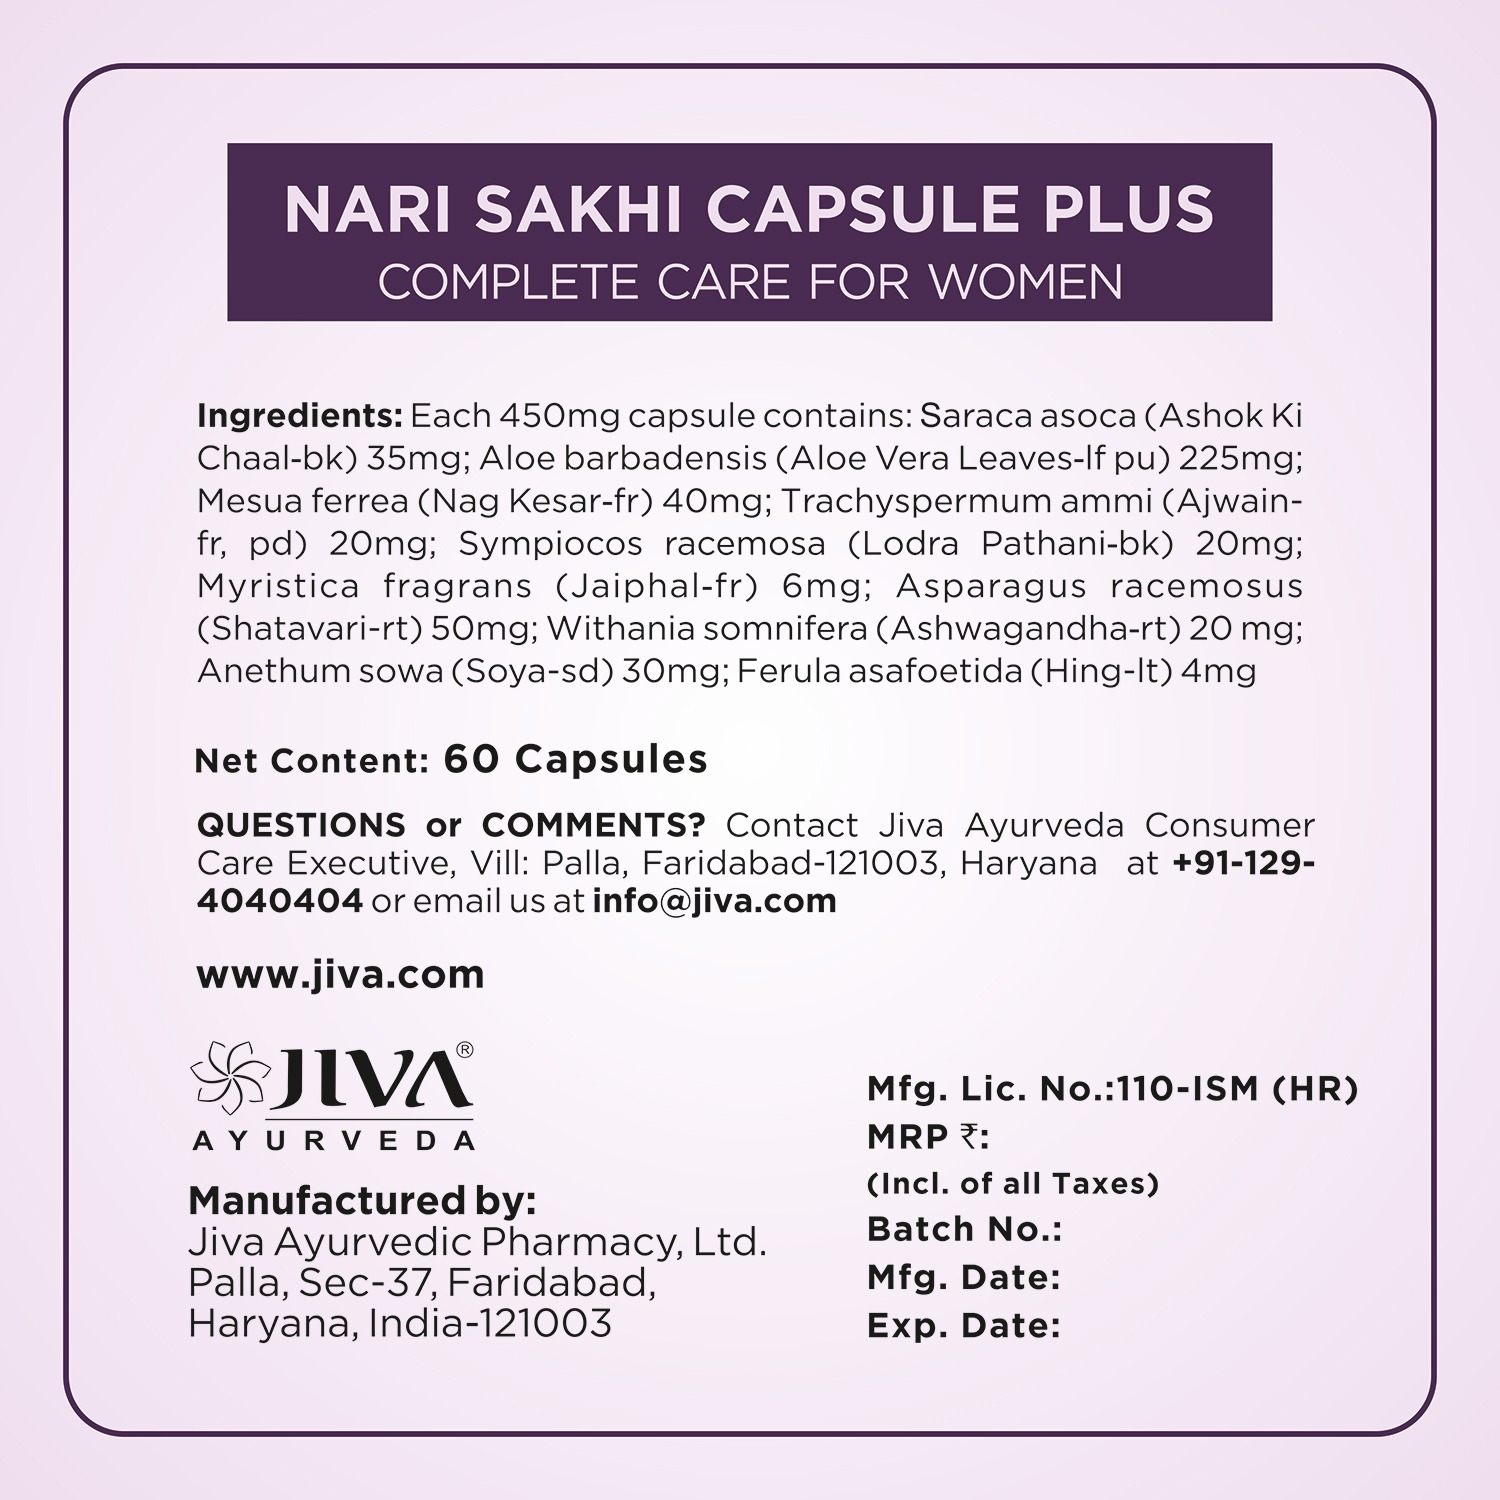 NARI SAKHI CAPSULE PLUS
COMPLETE CARE FOR WOMEN
Ingredients: Each 450mg capsule contains: Saraca asoca (Ashok Ki
Chaal-bk) 35mg; Aloe barbadensis (Aloe Vera Leaves-lf pu) 225mg;
Mesua ferrea (Nag Kesar-fr) 40mg; Trachyspermum ammi (Ajwain-
fr, pd) 20mg; Sympiocos racemosa (Lodra Pathani-bk) 20mg;
Myristica fragrans (Jaiphal-fr) 6mg; Asparagus racemosus
(Shatavari-rt) 50mg; Withania somnifera (Ashwagandha-rt) 20 mg;
Anethum sowa (Soya-sd) 30mg; Ferula asafoetida (Hing-lt) 4mg
Net Content: 60 Capsules
QUESTIONS or COMMENTS? Contact Jiva Ayurveda Consumer
Care Executive, Vill: Palla, Faridabad-121003, Haryana at +91-129-
4040404 or email us at info@jiva.com
www.jiva.com
JIVA®
AYURVEDA
Manufactured by:
Jiva Ayurvedic Pharmacy, Ltd.
Palla, Sec-37, Faridabad,
Haryana, India-121003
Mfg. Lic. No.:110-ISM (HR)
MRP ₹:
(Incl. of all Taxes)
Batch No.:
Mfg. Date:
Exp. Date: